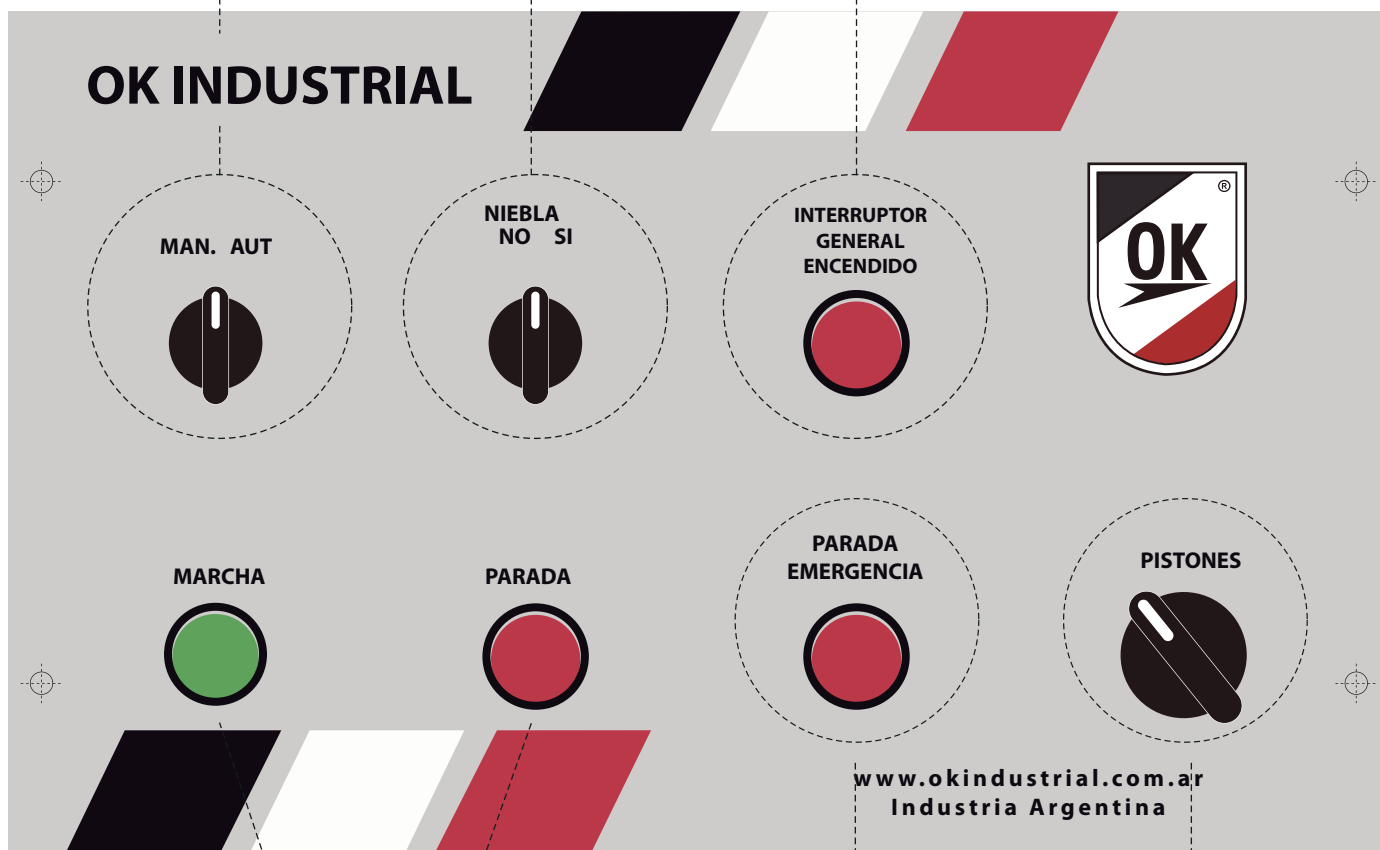 OK INDUSTRIAL
MAN. AUT
NIEBLA
NO SI
INTERRUPTOR
GENERAL
ENCENDIDO
®
OK
MARCHA
PARADA
PARADA
EMERGENCIA
PISTONES
www.okindustrial.com.ar
Industria Argentina